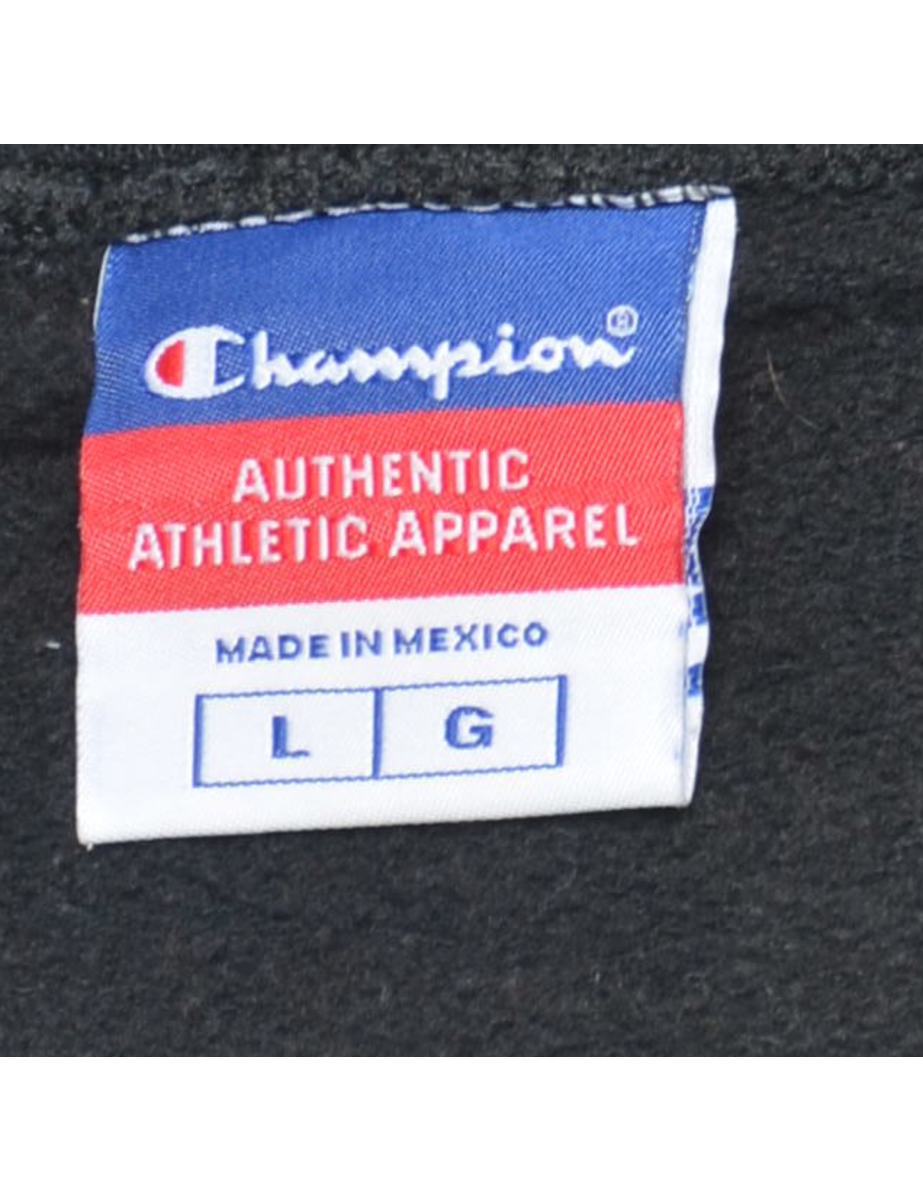 Champion®
AUTHENTIC
ATHLETIC APPAREL
MADE IN MEXICO
L G